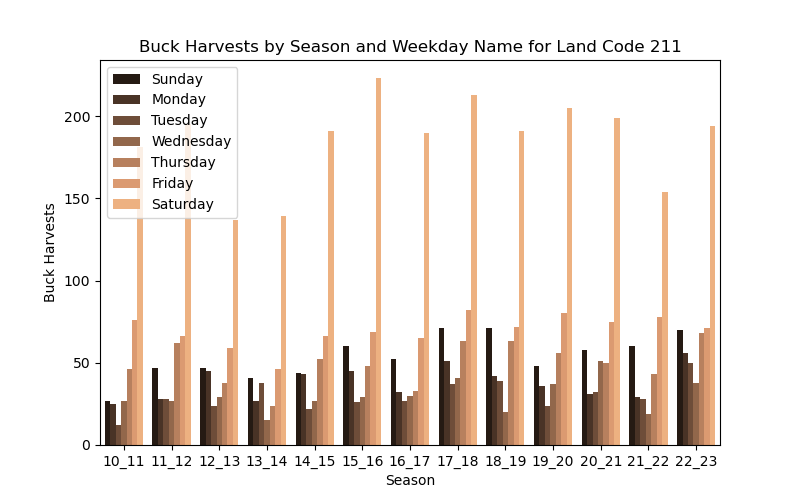 Buck Harvests by Season and Weekday Name for Land Code 211
Sunday
Monday
Tuesday
Wednesday
Thursday
Friday
Saturday
200
150
100
50
0
Buck Harvests
10_11 11_12 12_13 13_14 14_15 15_16 16_17 17_18 18_19 19_20 20_21 21_22 22_23
Season